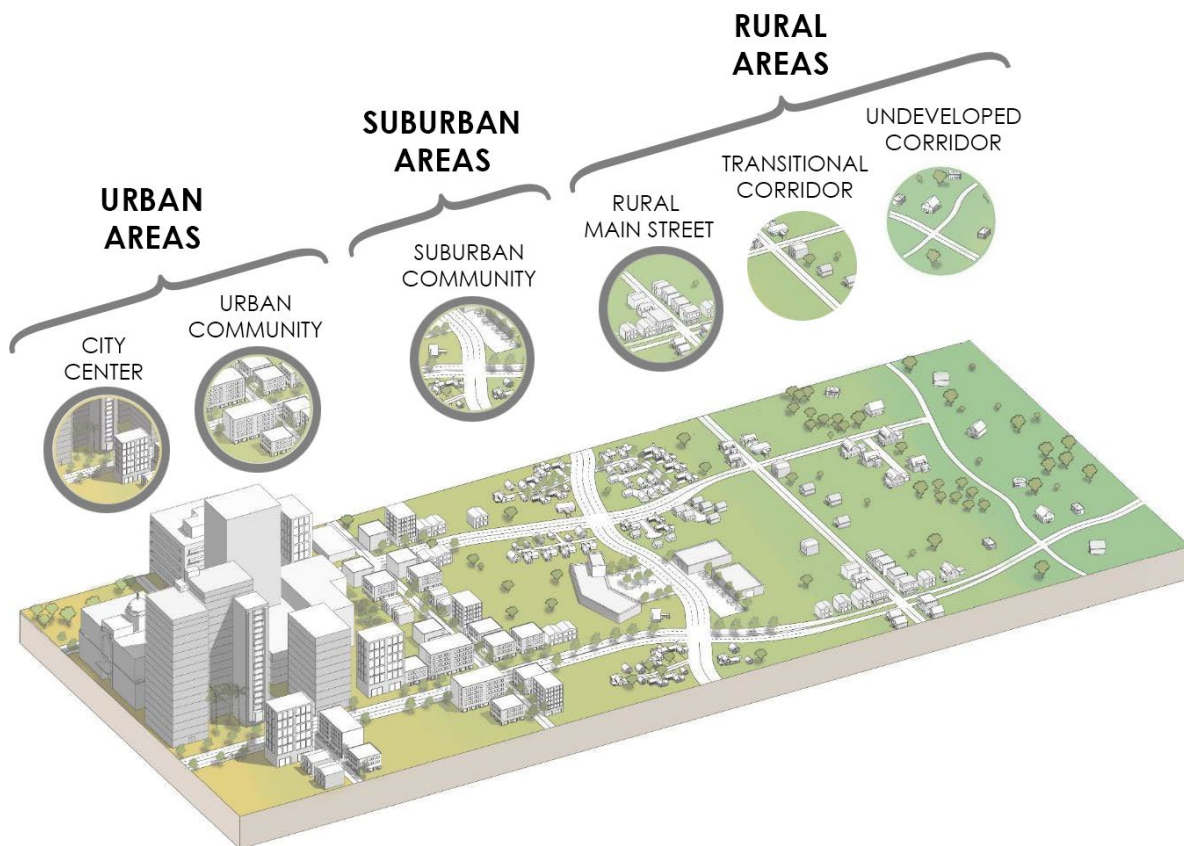 URBAN
AREAS
CITY
CENTER
URBAN
COMMUNITY
SUBURBAN
AREAS
SUBURBAN
COMMUNITY
RURAL
AREAS
RURAL
MAIN STREET
TRANSITIONAL
CORRIDOR
UNDEVELOPED
CORRIDOR